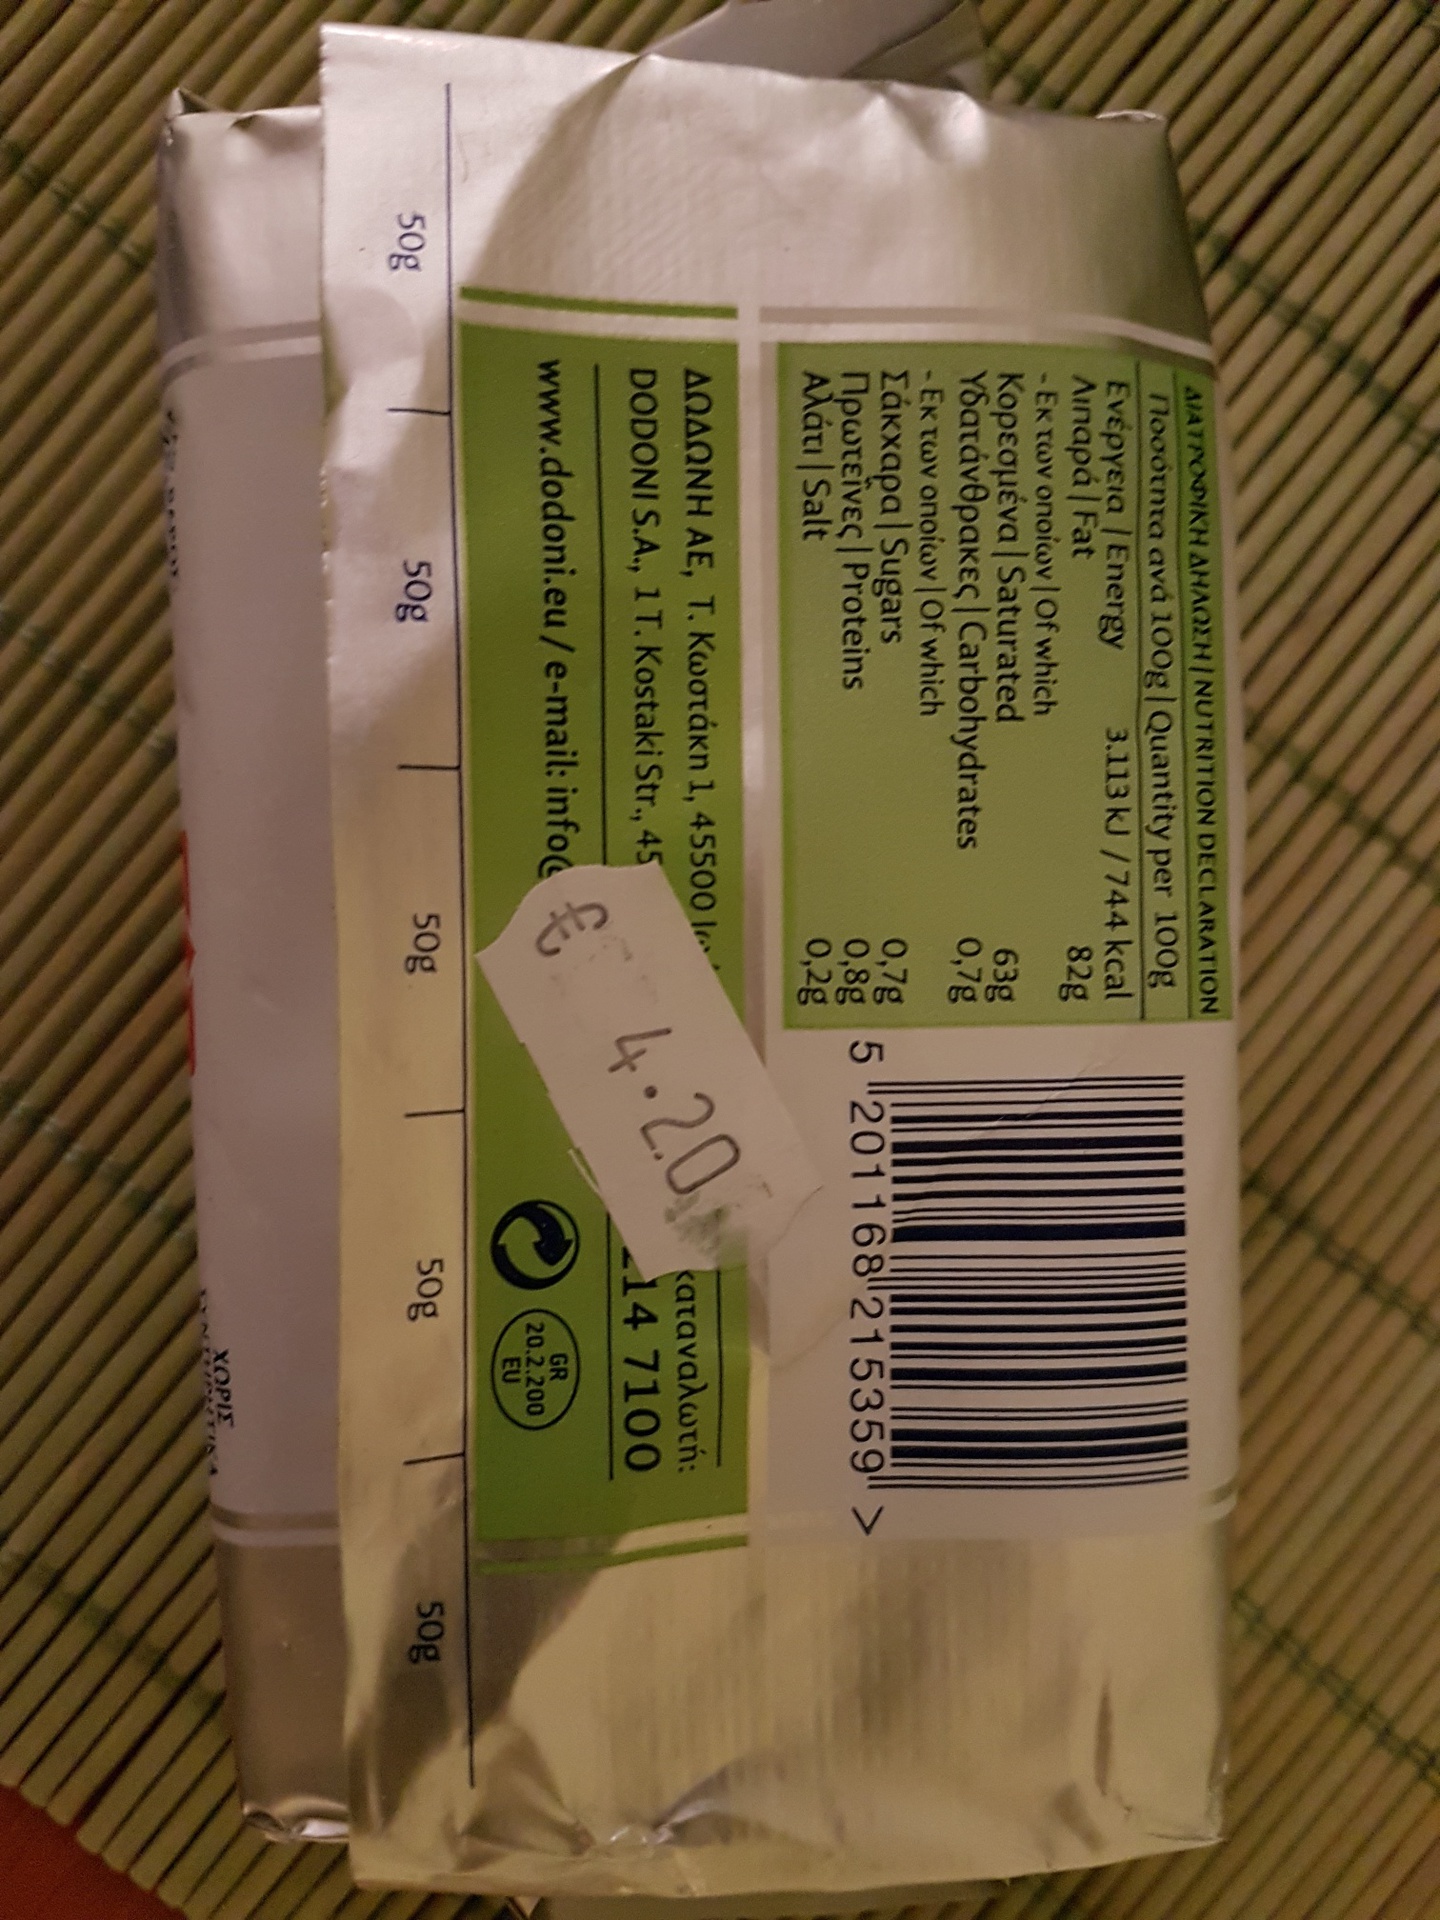 ΔΙΑΤΡΟΦΙΚΗ ΔΗΛΩΣΗ | NUTRITION DECLARATION
Ποσότητα ανά 100g | Quantity per 100g
Ενέργεια | Energy 3.113 kJ / 744 kcal
Λιπαρά | Fat 82g
- Εκ των οποίων | Of which
Κορεσμένα | Saturated 63g
Υδατάνθρακες | Carbohydrates 0,7g
- Εκ των οποίων | Of which
Σάκχαρα | Sugars 0,7g
Πρωτεΐνες | Proteins 0,8g
Αλάτι | Salt 0,2g
5 201168 215359 >
ΔΩΔΩΝΗ ΑΕ, Τ. Κωστάκη 1, 45500
DODONI S.A., 1 T. Kostaki Str., 45
www.dodoni.eu / e-mail: info@
καταναλωτή:
14 7100
£ 4.20
GR
20.2.200
EU
50g 50g 50g 50g 50g
ΧΩΡΙΣ